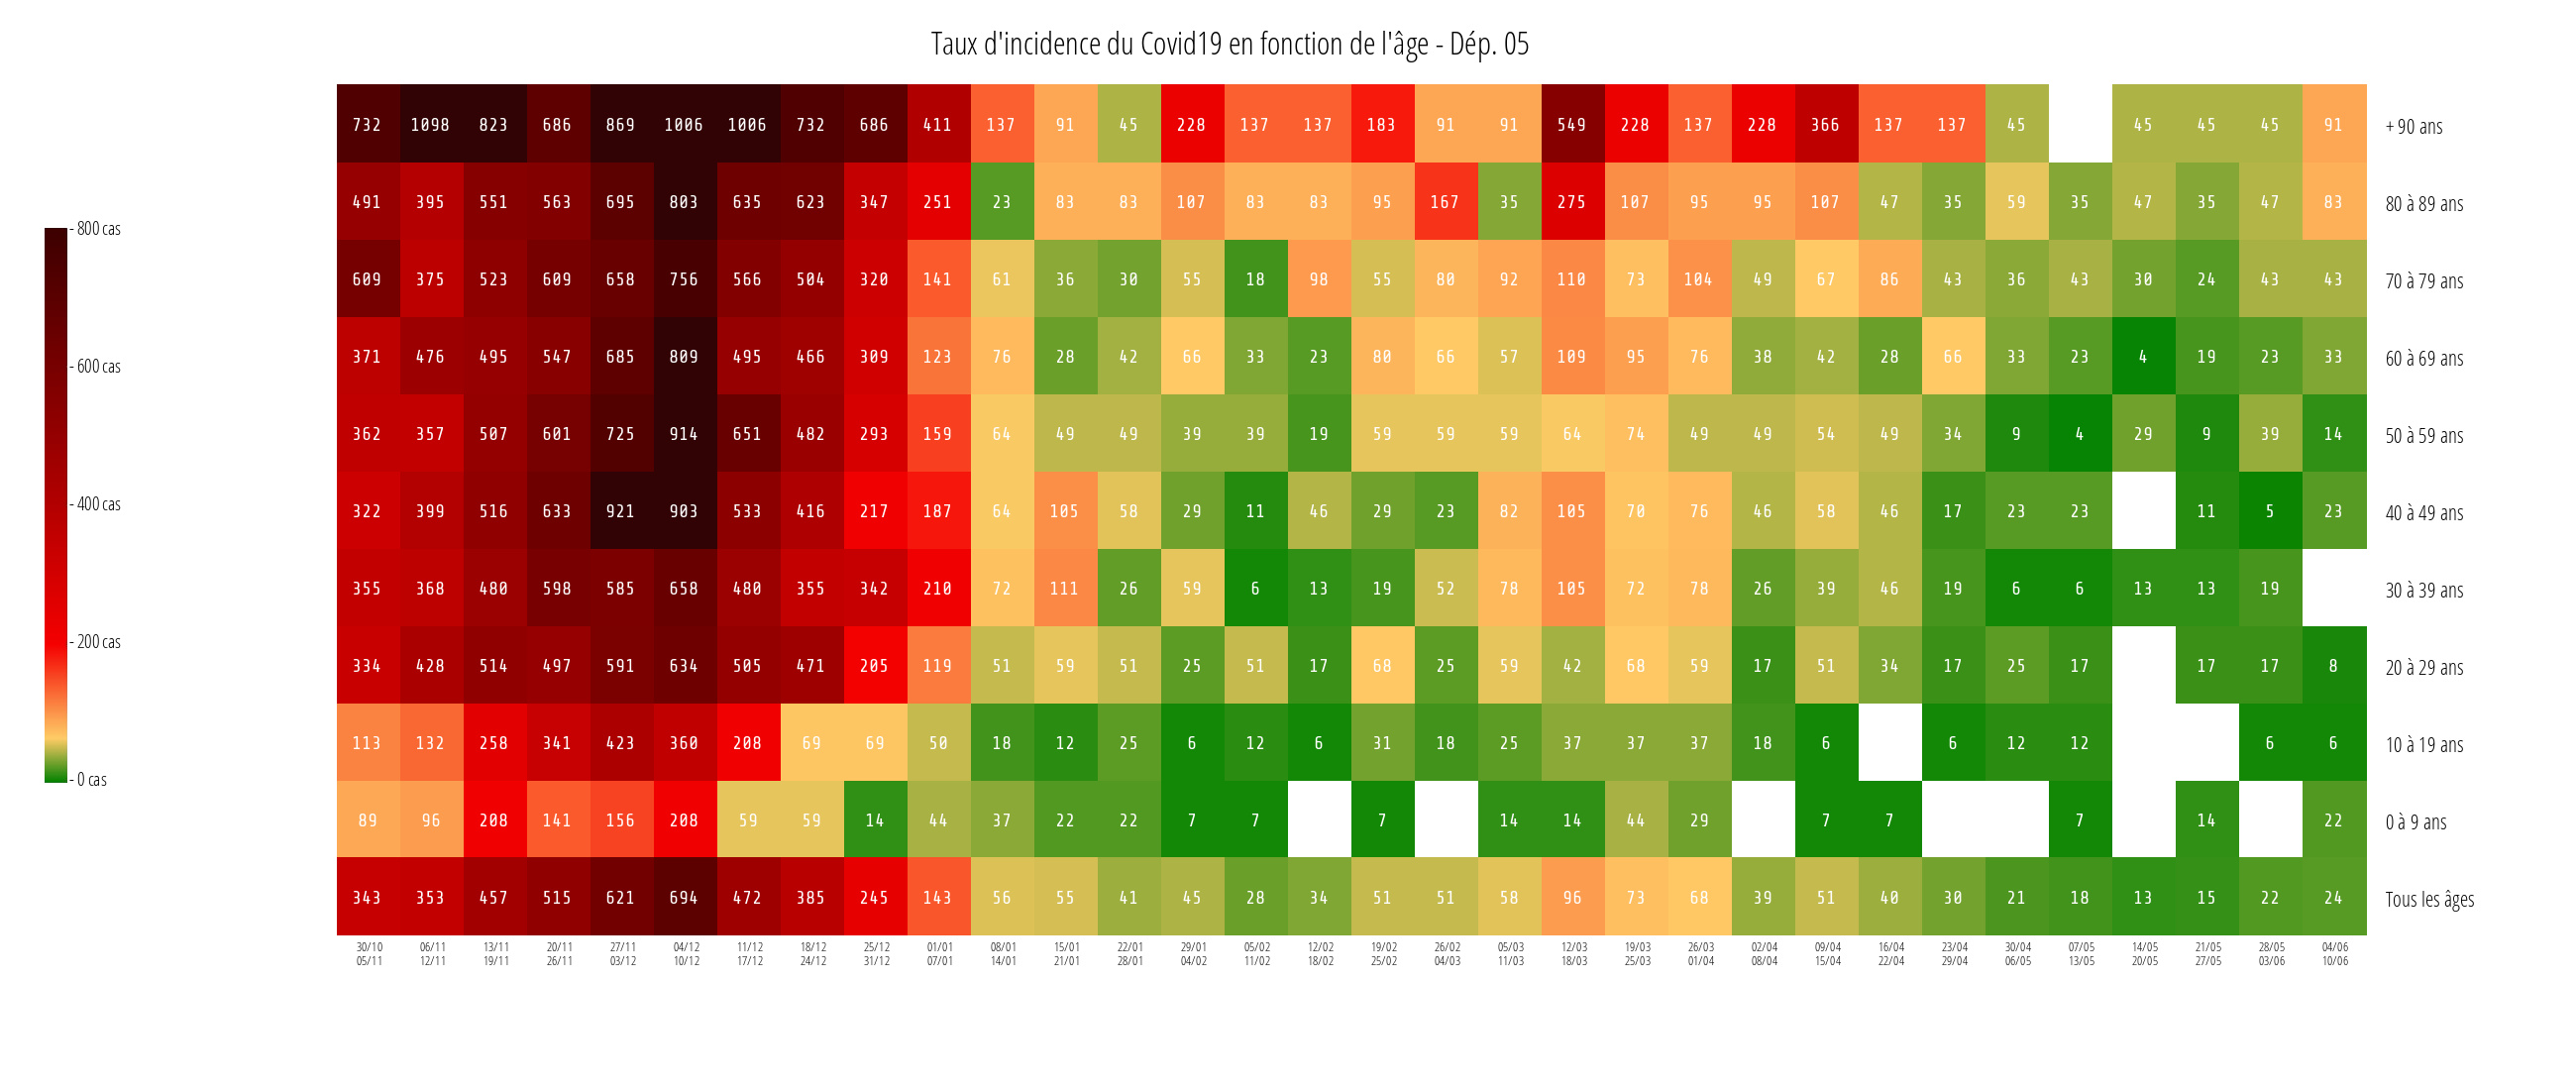 Taux d'incidence du Covid19 en fonction de l'âge - Dép. 05
- 800 cas
- 600 cas
- 400 cas
- 200 cas
- 0 cas
732 1098 823 686 869 1006 1006 732 686 411 137 91 45 228 137 137 183 91 91 549 228 137 228 366 137 137 45 45 45 45 91 + 90 ans
491 395 551 563 695 803 635 623 347 251 23 83 83 107 83 83 95 167 35 275 107 95 95 107 47 35 59 35 47 35 47 83 80 à 89 ans
609 375 523 609 658 756 566 504 320 141 61 36 30 55 18 98 55 80 92 110 73 104 49 67 86 43 36 43 30 24 43 43 70 à 79 ans
371 476 495 547 685 809 495 466 309 123 76 28 42 66 33 23 80 66 57 109 95 76 38 42 28 66 33 23 4 19 23 33 60 à 69 ans
362 357 507 601 725 914 651 482 293 159 64 49 49 39 39 19 59 59 59 64 74 49 49 54 49 34 9 4 29 9 39 14 50 à 59 ans
322 399 516 633 921 903 533 416 217 187 64 105 58 29 11 46 29 23 82 105 70 76 46 58 46 17 23 23 11 5 23 40 à 49 ans
355 368 480 598 585 658 480 355 342 210 72 111 26 59 6 13 19 52 78 105 72 78 26 39 46 19 6 6 13 13 19 30 à 39 ans
334 428 514 497 591 634 505 471 205 119 51 59 51 25 51 17 68 25 59 42 68 59 17 51 34 17 25 17 17 17 8 20 à 29 ans
113 132 258 341 423 360 208 69 69 50 18 12 25 6 12 6 31 18 25 37 37 37 18 6 6 12 12 6 6 10 à 19 ans
89 96 208 141 156 208 59 59 14 44 37 22 22 7 7 7 14 14 44 29 7 7 7 14 22 0 à 9 ans
343 353 457 515 621 694 472 385 245 143 56 55 41 45 28 34 51 51 58 96 73 68 39 51 40 30 21 18 13 15 22 24 Tous les âges
30/10 06/11 13/11 20/11 27/11 04/12 11/12 18/12 25/12 01/01 08/01 15/01 22/01 29/01 05/02 12/02 19/02 26/02 05/03 12/03 19/03 26/03 02/04 09/04 16/04 23/04 30/04 07/05 14/05 21/05 28/05 04/06
05/11 12/11 19/11 26/11 03/12 10/12 17/12 24/12 31/12 07/01 14/01 21/01 28/01 04/02 11/02 18/02 25/02 04/03 11/03 18/03 25/03 01/04 08/04 15/04 22/04 29/04 06/05 13/05 20/05 27/05 03/06 10/06